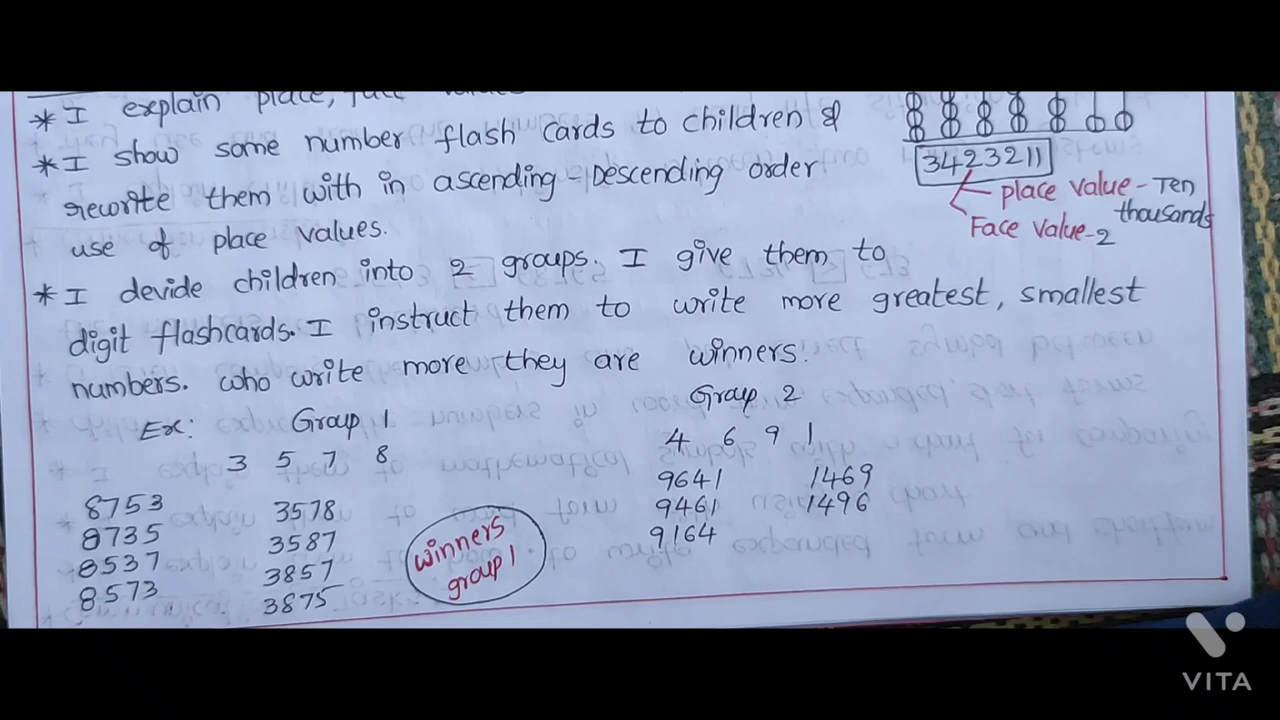 * I explain place,
* I show some number flash cards to children &
rewrite them with in ascending - Descending order
use of place values.
* I devide children into 2 groups. I give them to
digit flashcards. I instruct them to write more greatest, smallest
numbers. who write more they are winners.
3423211
place value - Ten
thousands
Face value - 2
Ex: Group 1
3 5 7 8
8753 3578
8735 3587
8537 3857
8573 3875
winners
group 1
Group 2
4 6 9 1
9641 1469
9461 1496
9164
VITA